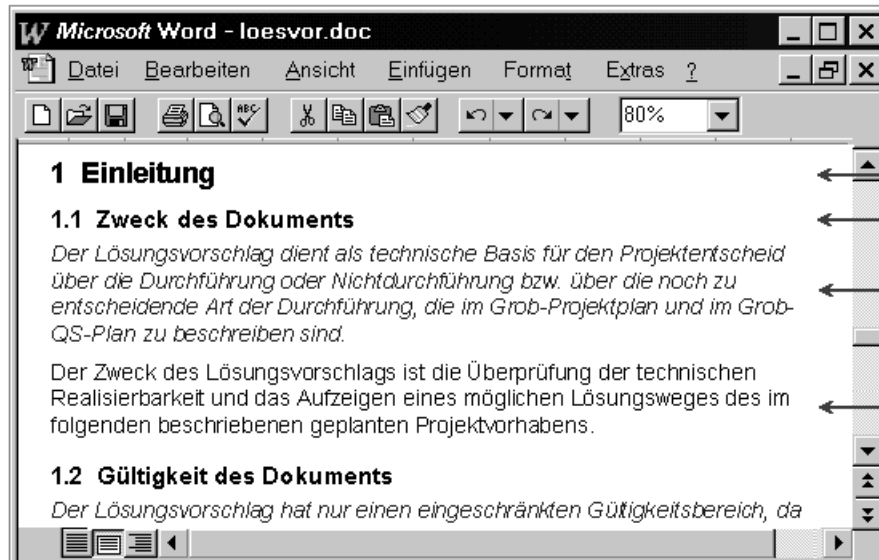 W Microsoft Word - loesvor.doc
Datei Bearbeiten Ansicht Einfügen Format Extras ?
ABC 80%
1 Einleitung
1.1 Zweck des Dokuments
Der Lösungsvorschlag dient als technische Basis für den Projektentscheid
über die Durchführung oder Nichtdurchführung bzw. über die noch zu
entscheidende Art der Durchführung, die im Grob-Projektplan und im Grob-
QS-Plan zu beschreiben sind.
Der Zweck des Lösungsvorschlags ist die Überprüfung der technischen
Realisierbarkeit und das Aufzeigen eines möglichen Lösungsweges des im
folgenden beschriebenen geplanten Projektvorhabens.
1.2 Gültigkeit des Dokuments
Der Lösungsvorschlag hat nur einen eingeschränkten Gültigkeitsbereich, da